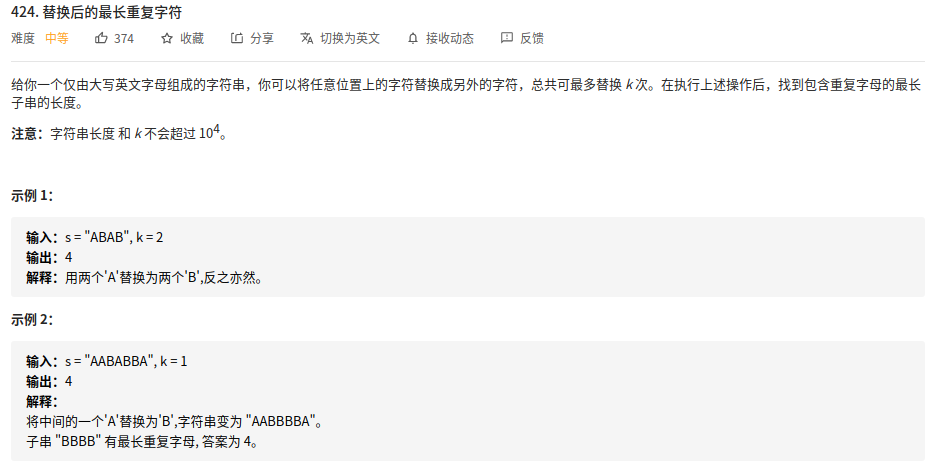 424. 替换后的最长重复字符
难度 中等 374 收藏 分享 切换为英文 接收动态 反馈
给你一个仅由大写英文字母组成的字符串，你可以将任意位置上的字符替换成另外的字符，总共可最多替换 k 次。在执行上述操作后，找到包含重复字母的最长
子串的长度。
注意：字符串长度 和 k 不会超过 10⁴。
示例 1：
输入：s = "ABAB", k = 2
输出：4
解释：用两个'A'替换为两个'B',反之亦然。
示例 2：
输入：s = "AABABBA", k = 1
输出：4
解释：
将中间的一个'A'替换为'B',字符串变为 "AABBBBA"。
子串 "BBBB" 有最长重复字母, 答案为 4。